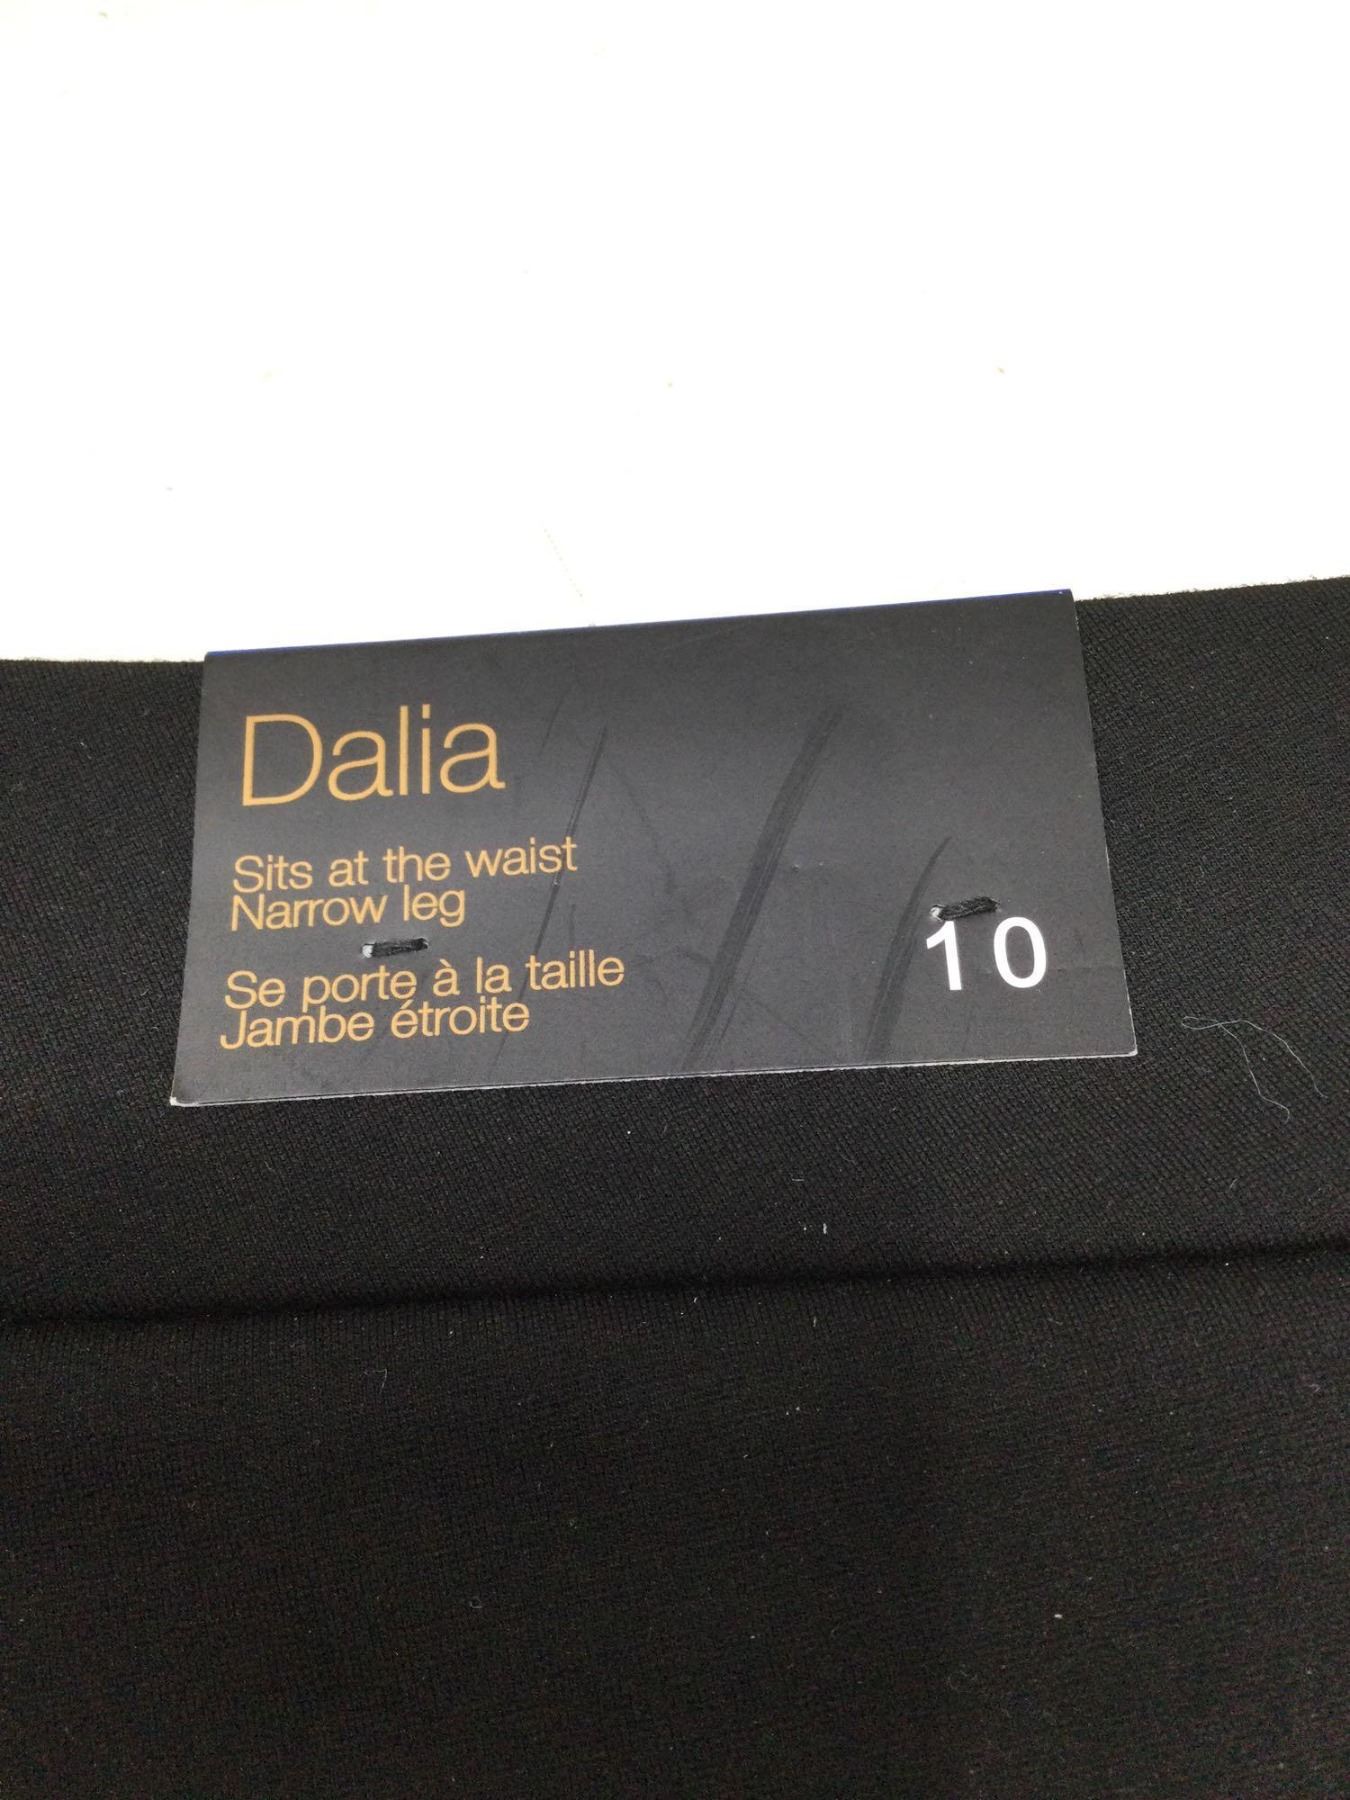 Dalia
Sits at the waist
Narrow leg
Se porte à la taille
Jambe étroite
10